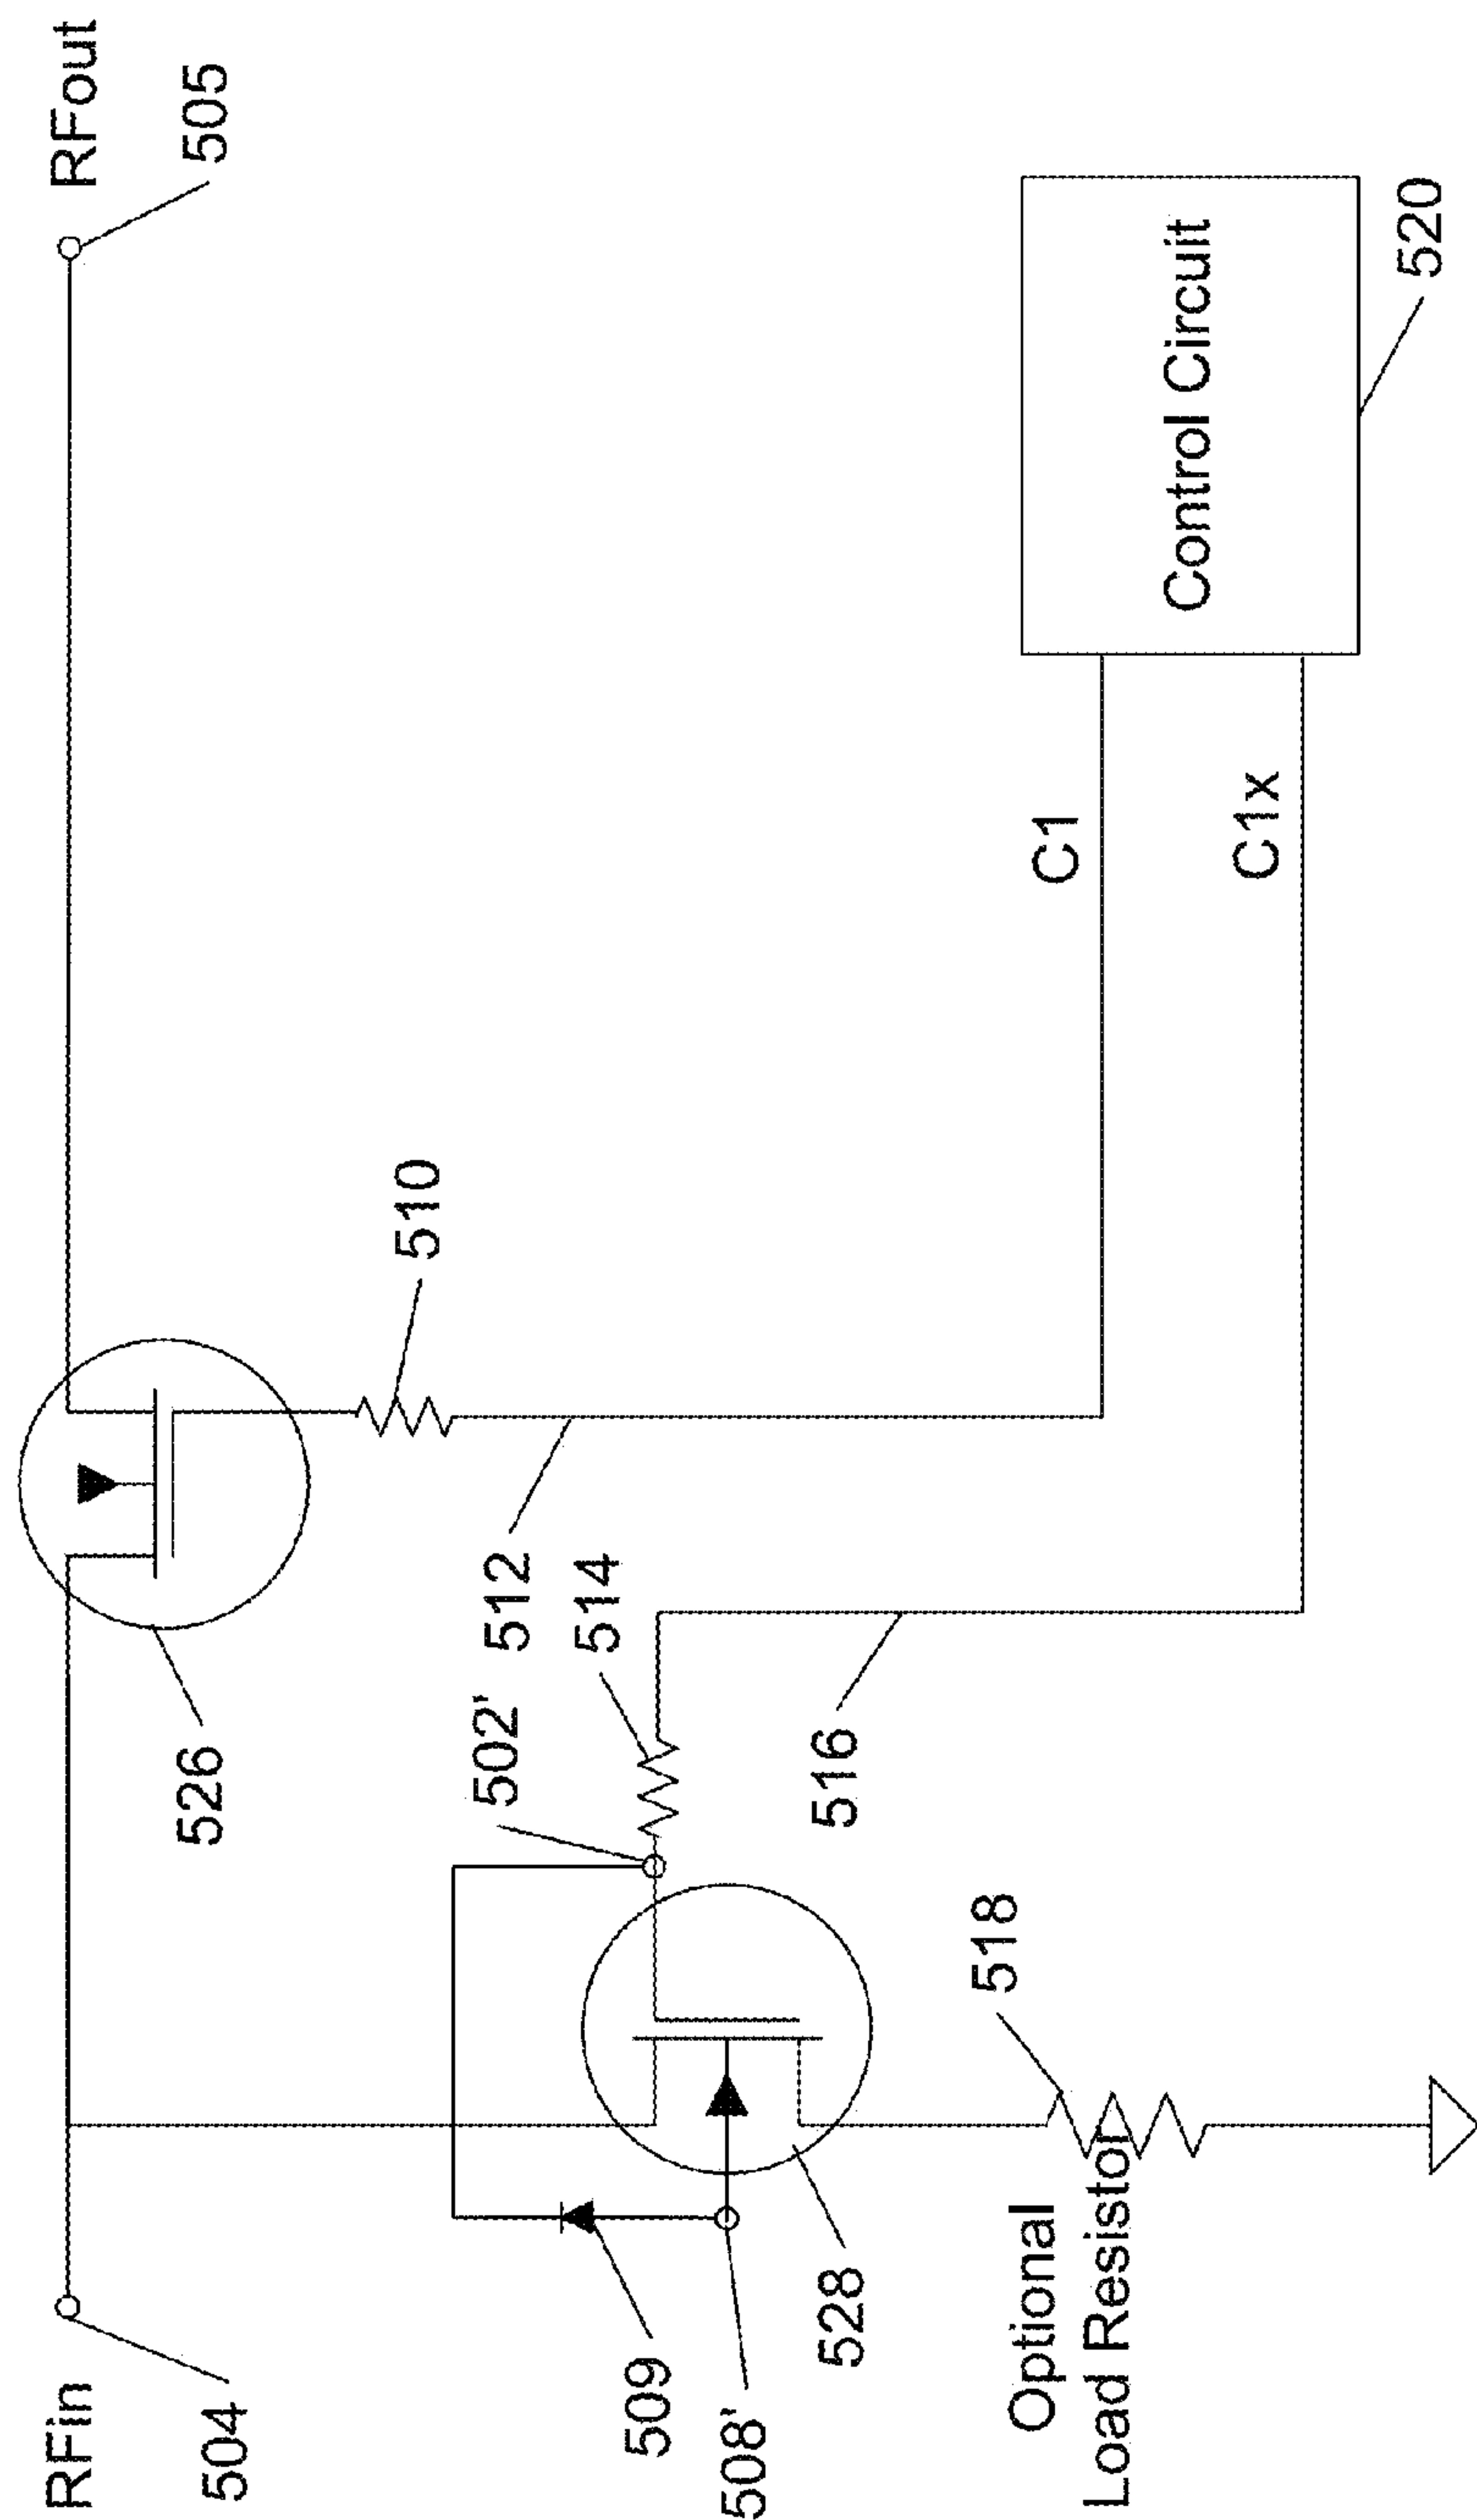 RFin
RFout
504
526
505
510
502'
512
514
509
508'
528
516
C1
518
Optional
Load Resistor
C1x
Control Circuit
520